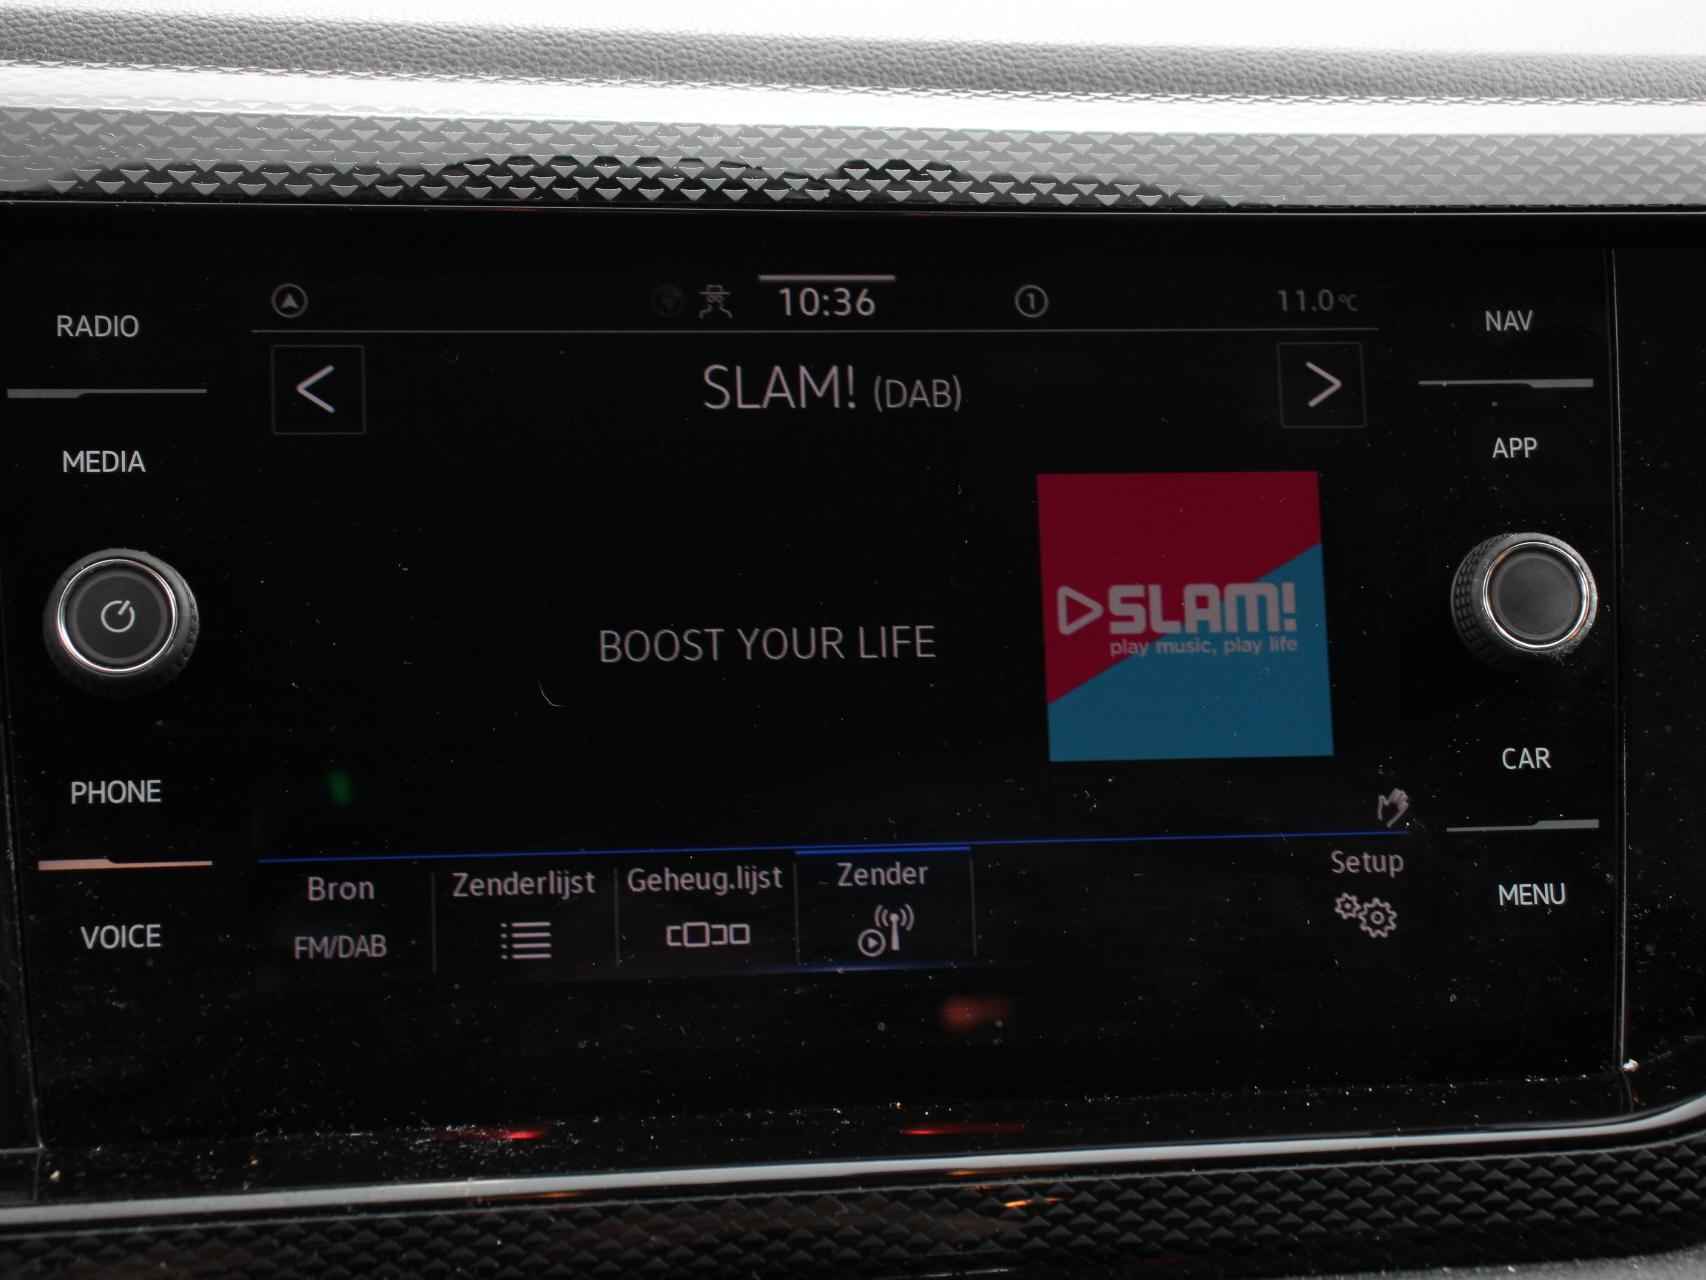 RADIO
MEDIA
PHONE
VOICE
10:36
1
11.0°C
SLAM! (DAB)
BOOST YOUR LIFE
SLAM!
play music, play life
Bron
FM/DAB
Zenderlijst
Geheug.lijst
Zender
Setup
NAV
APP
CAR
MENU